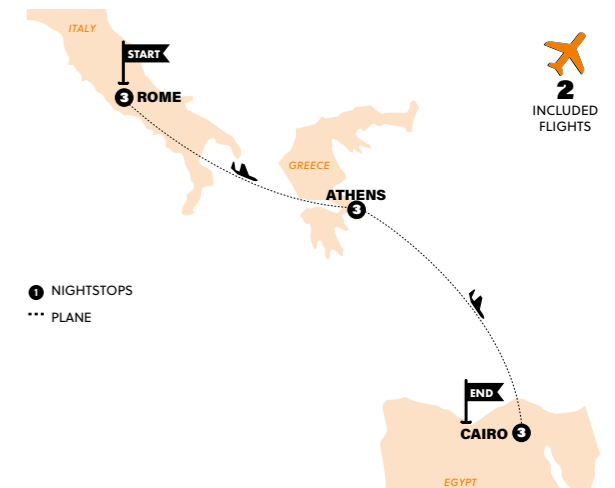 ITALY
START
3 ROME
2
INCLUDED
FLIGHTS
GREECE
ATHENS
3
1 NIGHTSTOPS
PLANE
END
CAIRO 3
EGYPT